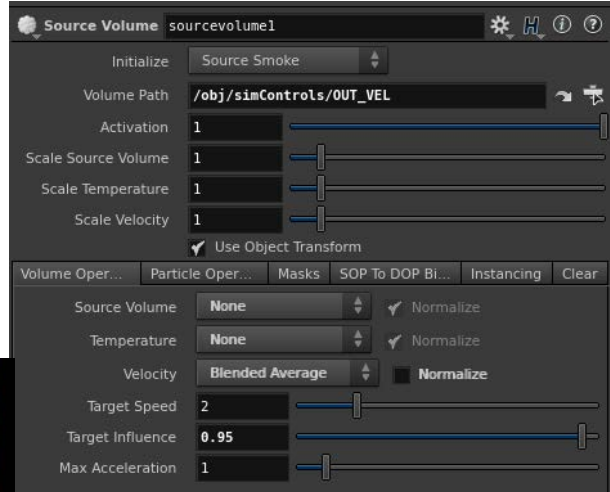 Source Volume sourcevolume1
Initialize Source Smoke
Volume Path /obj/simControls/OUT_VEL
Activation 1
Scale Source Volume 1
Scale Temperature 1
Scale Velocity 1
Use Object Transform
Volume Oper... Particle Oper... Masks SOP To DOP Bi... Instancing Clear
Source Volume None Normalize
Temperature None Normalize
Velocity Blended Average Normalize
Target Speed 2
Target Influence 0.95
Max Acceleration 1